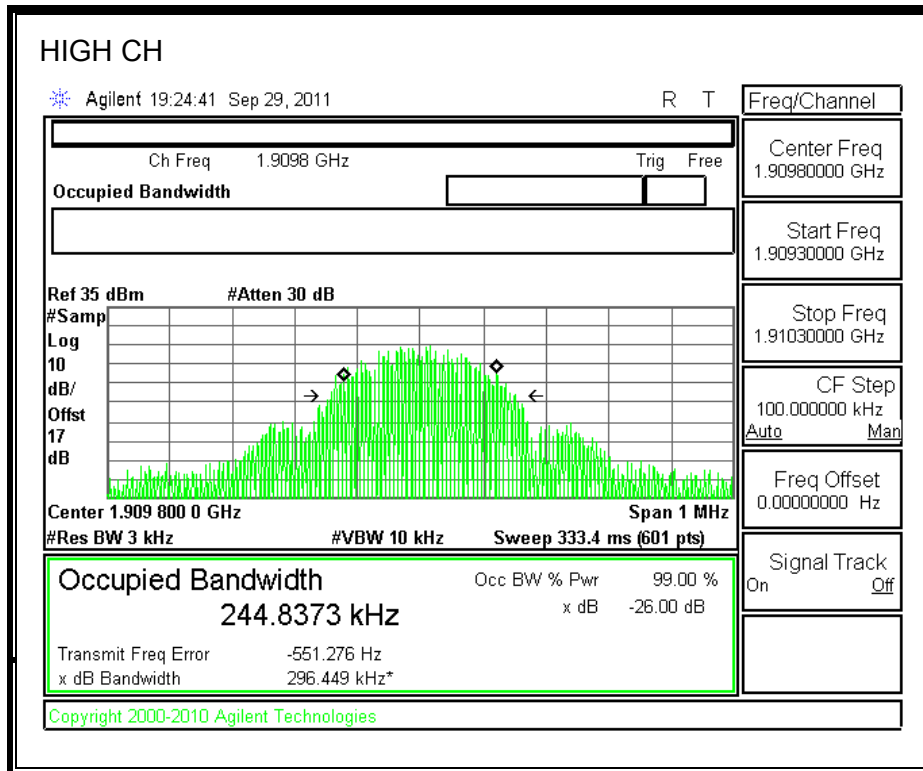 HIGH CH
Agilent 19:24:41 Sep 29, 2011 R T
Freq/Channel
Ch Freq 1.9098 GHz Trig Free
Occupied Bandwidth
Center Freq
1.90980000 GHz
Start Freq
1.90930000 GHz
Stop Freq
1.91030000 GHz
CF Step
100.000000 kHz
Auto Man
Freq Offset
0.00000000 Hz
Signal Track
On Off
Ref 35 dBm #Atten 30 dB
#Samp
Log
10
dB/
Offst
17
dB
Center 1.909 800 0 GHz Span 1 MHz
#Res BW 3 kHz #VBW 10 kHz Sweep 333.4 ms (601 pts)
Occupied Bandwidth Occ BW % Pwr 99.00 %
244.8373 kHz x dB -26.00 dB
Transmit Freq Error -551.276 Hz
x dB Bandwidth 296.449 kHz*
Copyright 2000-2010 Agilent Technologies